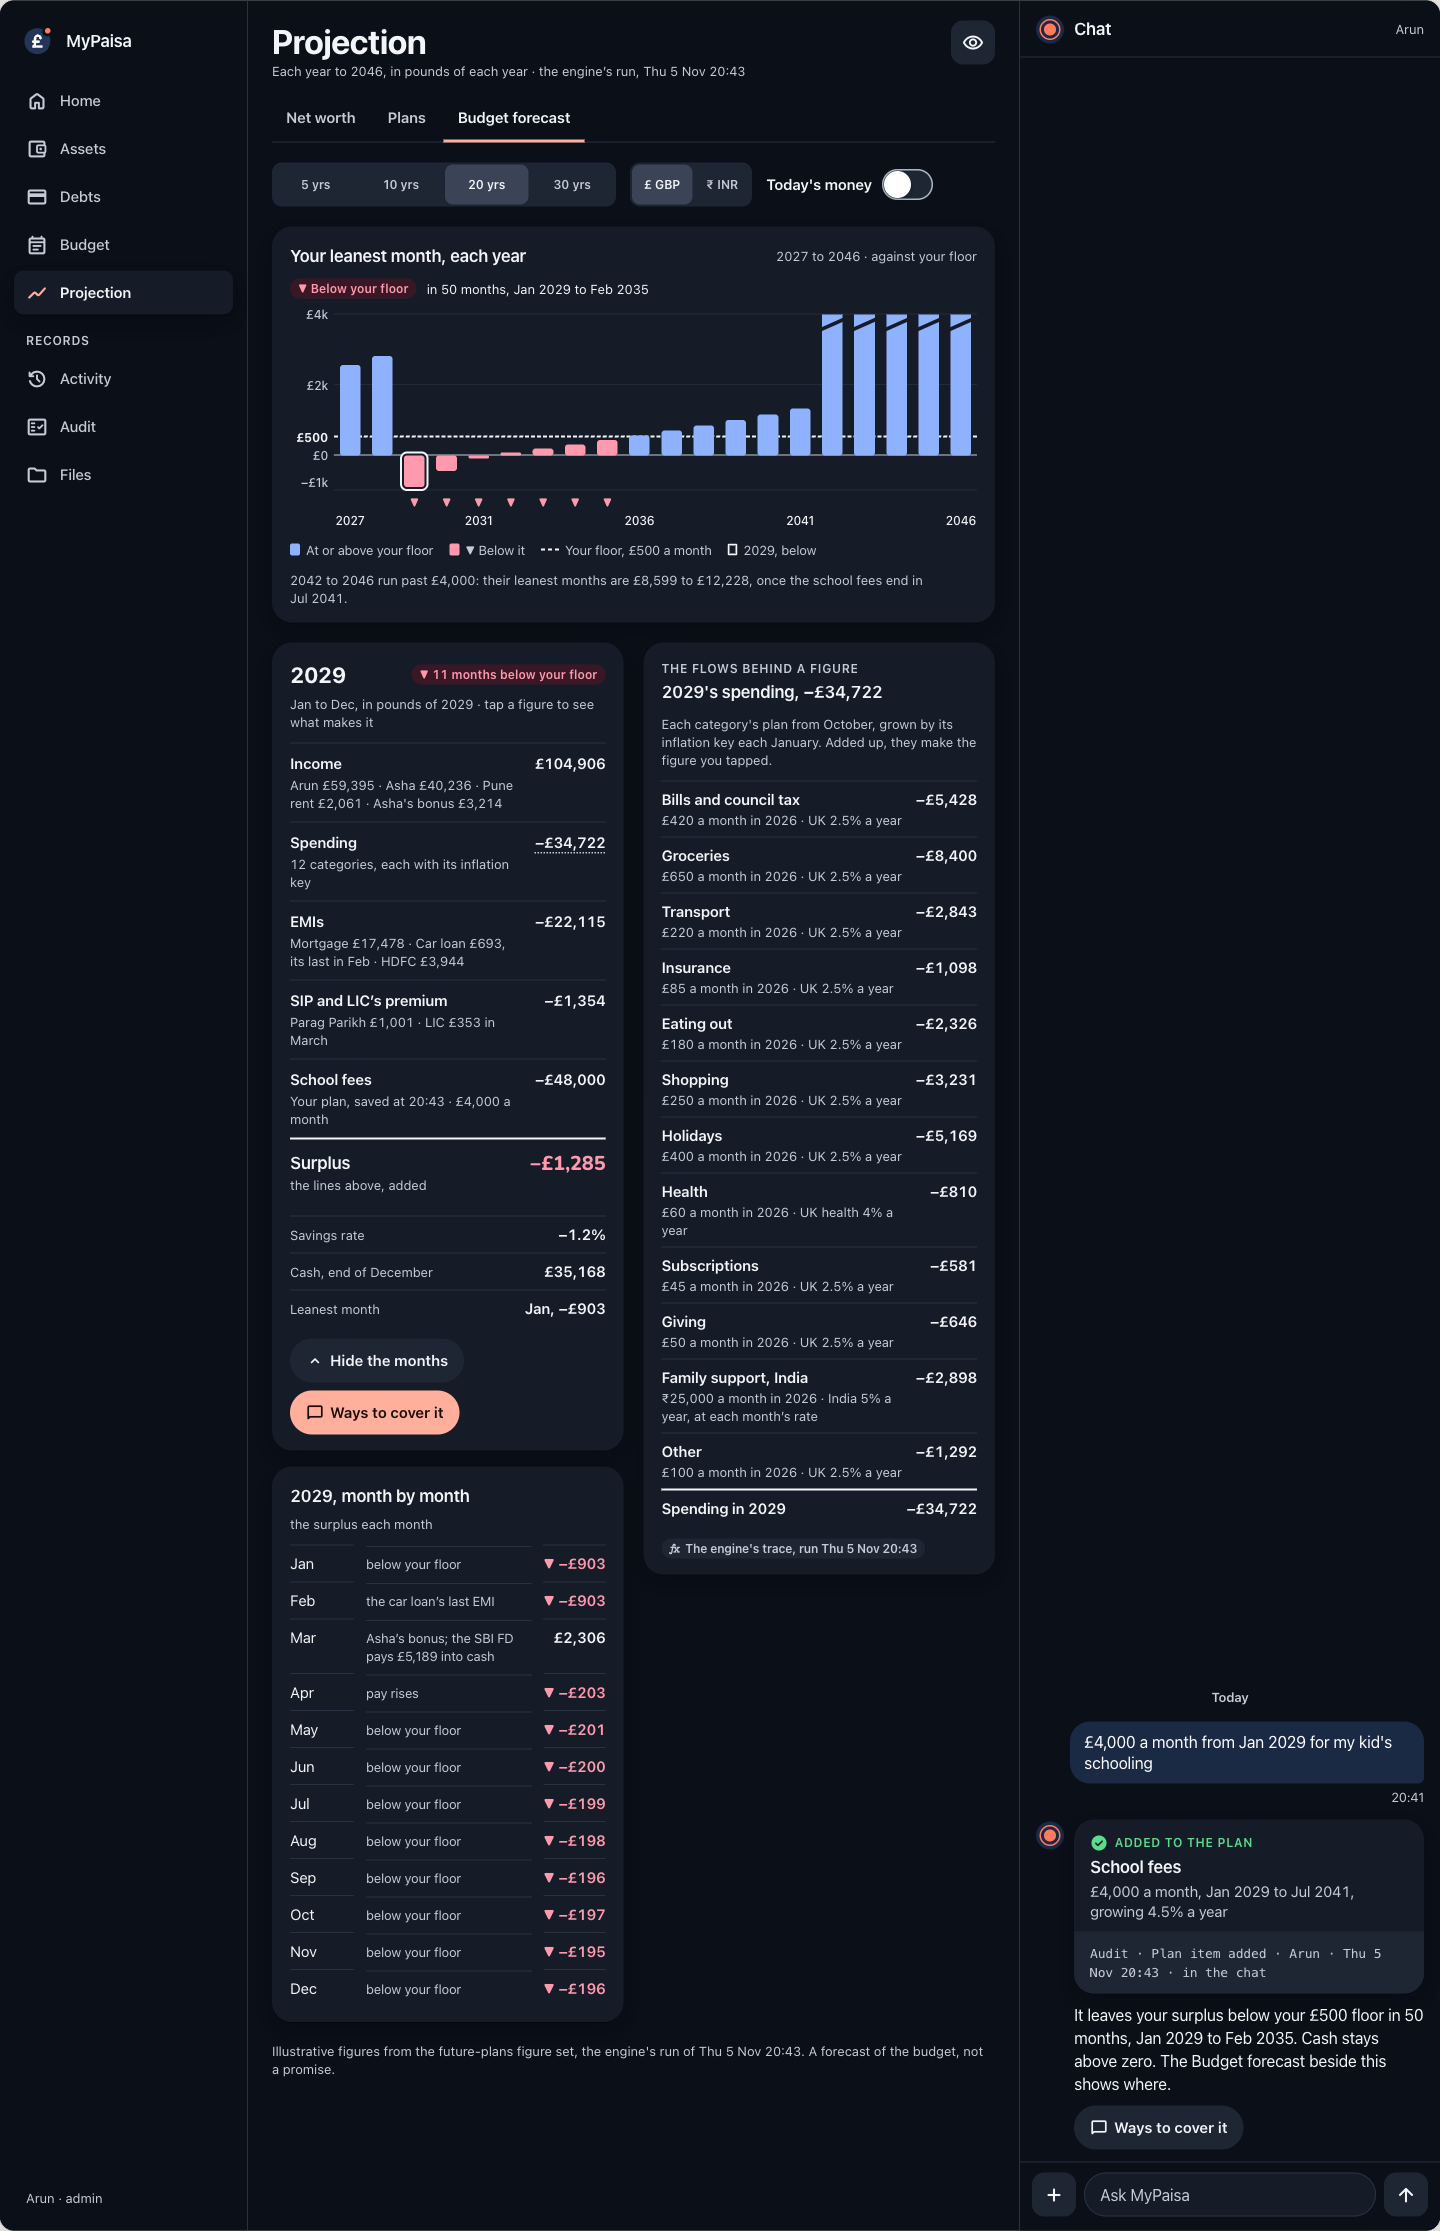 MyPaisa
Home
Assets
Debts
Budget
Projection
RECORDS
Activity
Audit
Files
Arun · admin
Projection
Each year to 2046, in pounds of each year · the engine's run, Thu 5 Nov 20:43
Net worth
Plans
Budget forecast
5 yrs
10 yrs
20 yrs
30 yrs
£ GBP
₹ INR
Today's money
Your leanest month, each year
2027 to 2046 · against your floor
▼ Below your floor
in 50 months, Jan 2029 to Feb 2035
£4k
£2k
£500
£0
−£1k
2027
2031
2036
2041
2046
At or above your floor
▼ Below it
Your floor, £500 a month
2029, below
2042 to 2046 run past £4,000: their leanest months are £8,599 to £12,228, once the school fees end in
Jul 2041.
2029
▼ 11 months below your floor
Jan to Dec, in pounds of 2029 · tap a figure to see
what makes it
Income
£104,906
Arun £59,395 · Asha £40,236 · Pune
rent £2,061 · Asha's bonus £3,214
Spending
−£34,722
12 categories, each with its inflation
key
EMIs
−£22,115
Mortgage £17,478 · Car loan £693,
its last in Feb · HDFC £3,944
SIP and LIC's premium
−£1,354
Parag Parikh £1,001 · LIC £353 in
March
School fees
−£48,000
Your plan, saved at 20:43 · £4,000 a
month
Surplus
−£1,285
the lines above, added
Savings rate
−1.2%
Cash, end of December
£35,168
Leanest month
Jan, −£903
Hide the months
Ways to cover it
2029, month by month
the surplus each month
Jan
below your floor
▼ −£903
Feb
the car loan's last EMI
▼ −£903
Mar
Asha's bonus; the SBI FD
pays £5,189 into cash
£2,306
Apr
pay rises
▼ −£203
May
below your floor
▼ −£201
Jun
below your floor
▼ −£200
Jul
below your floor
▼ −£199
Aug
below your floor
▼ −£198
Sep
below your floor
▼ −£196
Oct
below your floor
▼ −£197
Nov
below your floor
▼ −£195
Dec
below your floor
▼ −£196
THE FLOWS BEHIND A FIGURE
2029's spending, −£34,722
Each category's plan from October, grown by its
inflation key each January. Added up, they make the
figure you tapped.
Bills and council tax
−£5,428
£420 a month in 2026 · UK 2.5% a year
Groceries
−£8,400
£650 a month in 2026 · UK 2.5% a year
Transport
−£2,843
£220 a month in 2026 · UK 2.5% a year
Insurance
−£1,098
£85 a month in 2026 · UK 2.5% a year
Eating out
−£2,326
£180 a month in 2026 · UK 2.5% a year
Shopping
−£3,231
£250 a month in 2026 · UK 2.5% a year
Holidays
−£5,169
£400 a month in 2026 · UK 2.5% a year
Health
−£810
£60 a month in 2026 · UK health 4% a
year
Subscriptions
−£581
£45 a month in 2026 · UK 2.5% a year
Giving
−£646
£50 a month in 2026 · UK 2.5% a year
Family support, India
−£2,898
₹25,000 a month in 2026 · India 5% a
year, at each month's rate
Other
−£1,292
£100 a month in 2026 · UK 2.5% a year
Spending in 2029
−£34,722
fx The engine's trace, run Thu 5 Nov 20:43
Illustrative figures from the future-plans figure set, the engine's run of Thu 5 Nov 20:43. A forecast of the budget, not
a promise.
Chat
Arun
Today
£4,000 a month from Jan 2029 for my kid's
schooling
20:41
ADDED TO THE PLAN
School fees
£4,000 a month, Jan 2029 to Jul 2041,
growing 4.5% a year
Audit · Plan item added · Arun · Thu 5
Nov 20:43 · in the chat
It leaves your surplus below your £500 floor in 50
months, Jan 2029 to Feb 2035. Cash stays
above zero. The Budget forecast beside this
shows where.
Ways to cover it
Ask MyPaisa